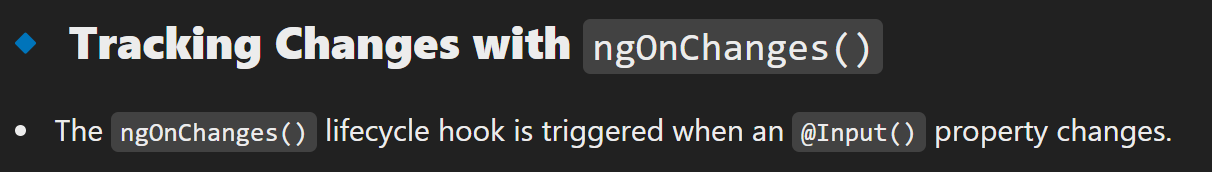 Tracking Changes with ngOnChanges()
The ngOnChanges() lifecycle hook is triggered when an @Input() property changes.